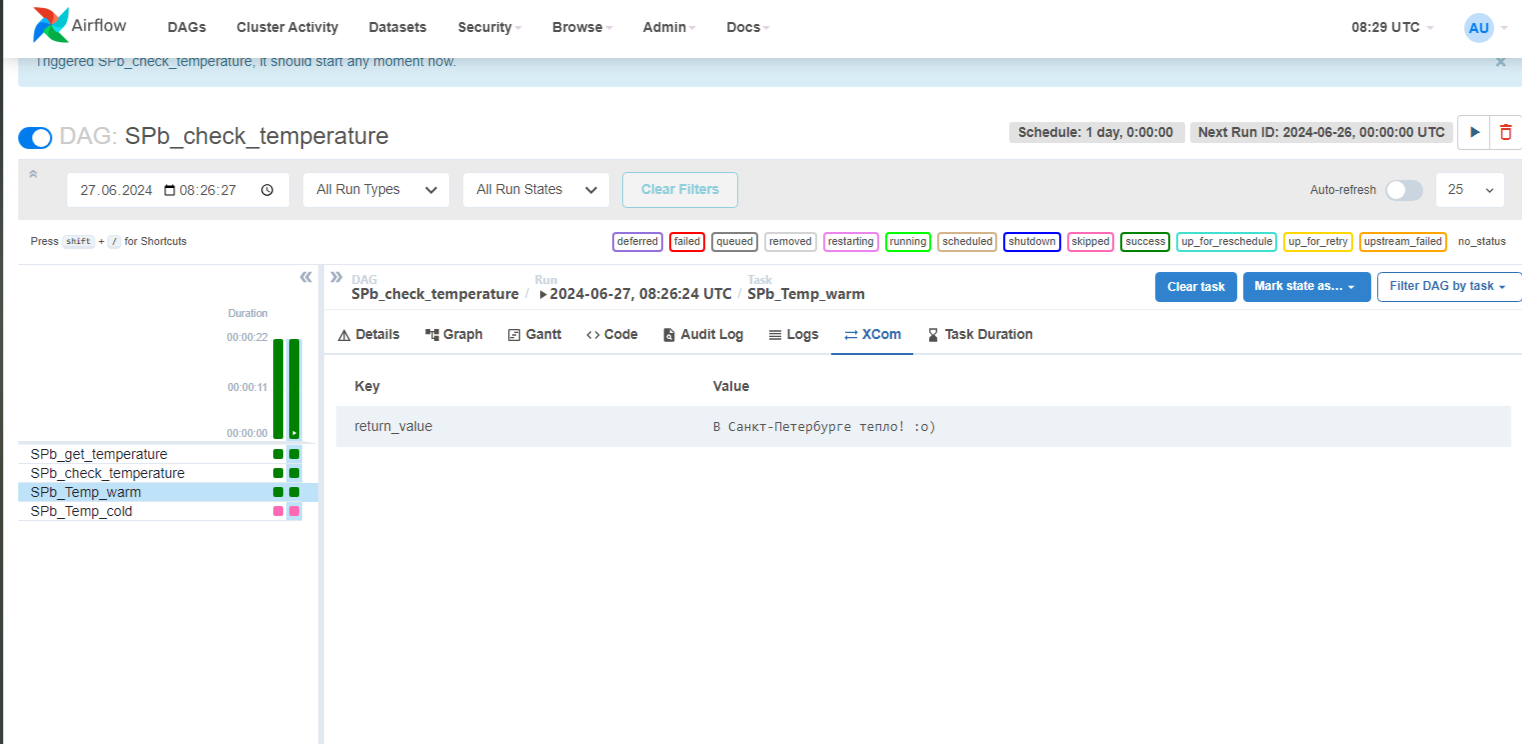 Airflow DAGs Cluster Activity Datasets Security Browse Admin Docs 08:29 UTC AU
Triggered SPb_check_temperature, it should start any moment now. ×
DAG: SPb_check_temperature Schedule: 1 day, 0:00:00 Next Run ID: 2024-06-26, 00:00:00 UTC
27.06.2024 08:26:27 All Run Types All Run States Clear Filters Auto-refresh 25
Press shift + / for Shortcuts deferred failed queued removed restarting running scheduled shutdown skipped success up_for_reschedule up_for_retry upstream_failed no_status
DAG Run Task
SPb_check_temperature / 2024-06-27, 08:26:24 UTC / SPb_Temp_warm Clear task Mark state as... Filter DAG by task
Details Graph Gantt Code Audit Log Logs XCom Task Duration
Duration
00:00:22
00:00:11
00:00:00
SPb_get_temperature
SPb_check_temperature
SPb_Temp_warm
SPb_Temp_cold
Key Value
return_value В Санкт-Петербурге тепло! :о)